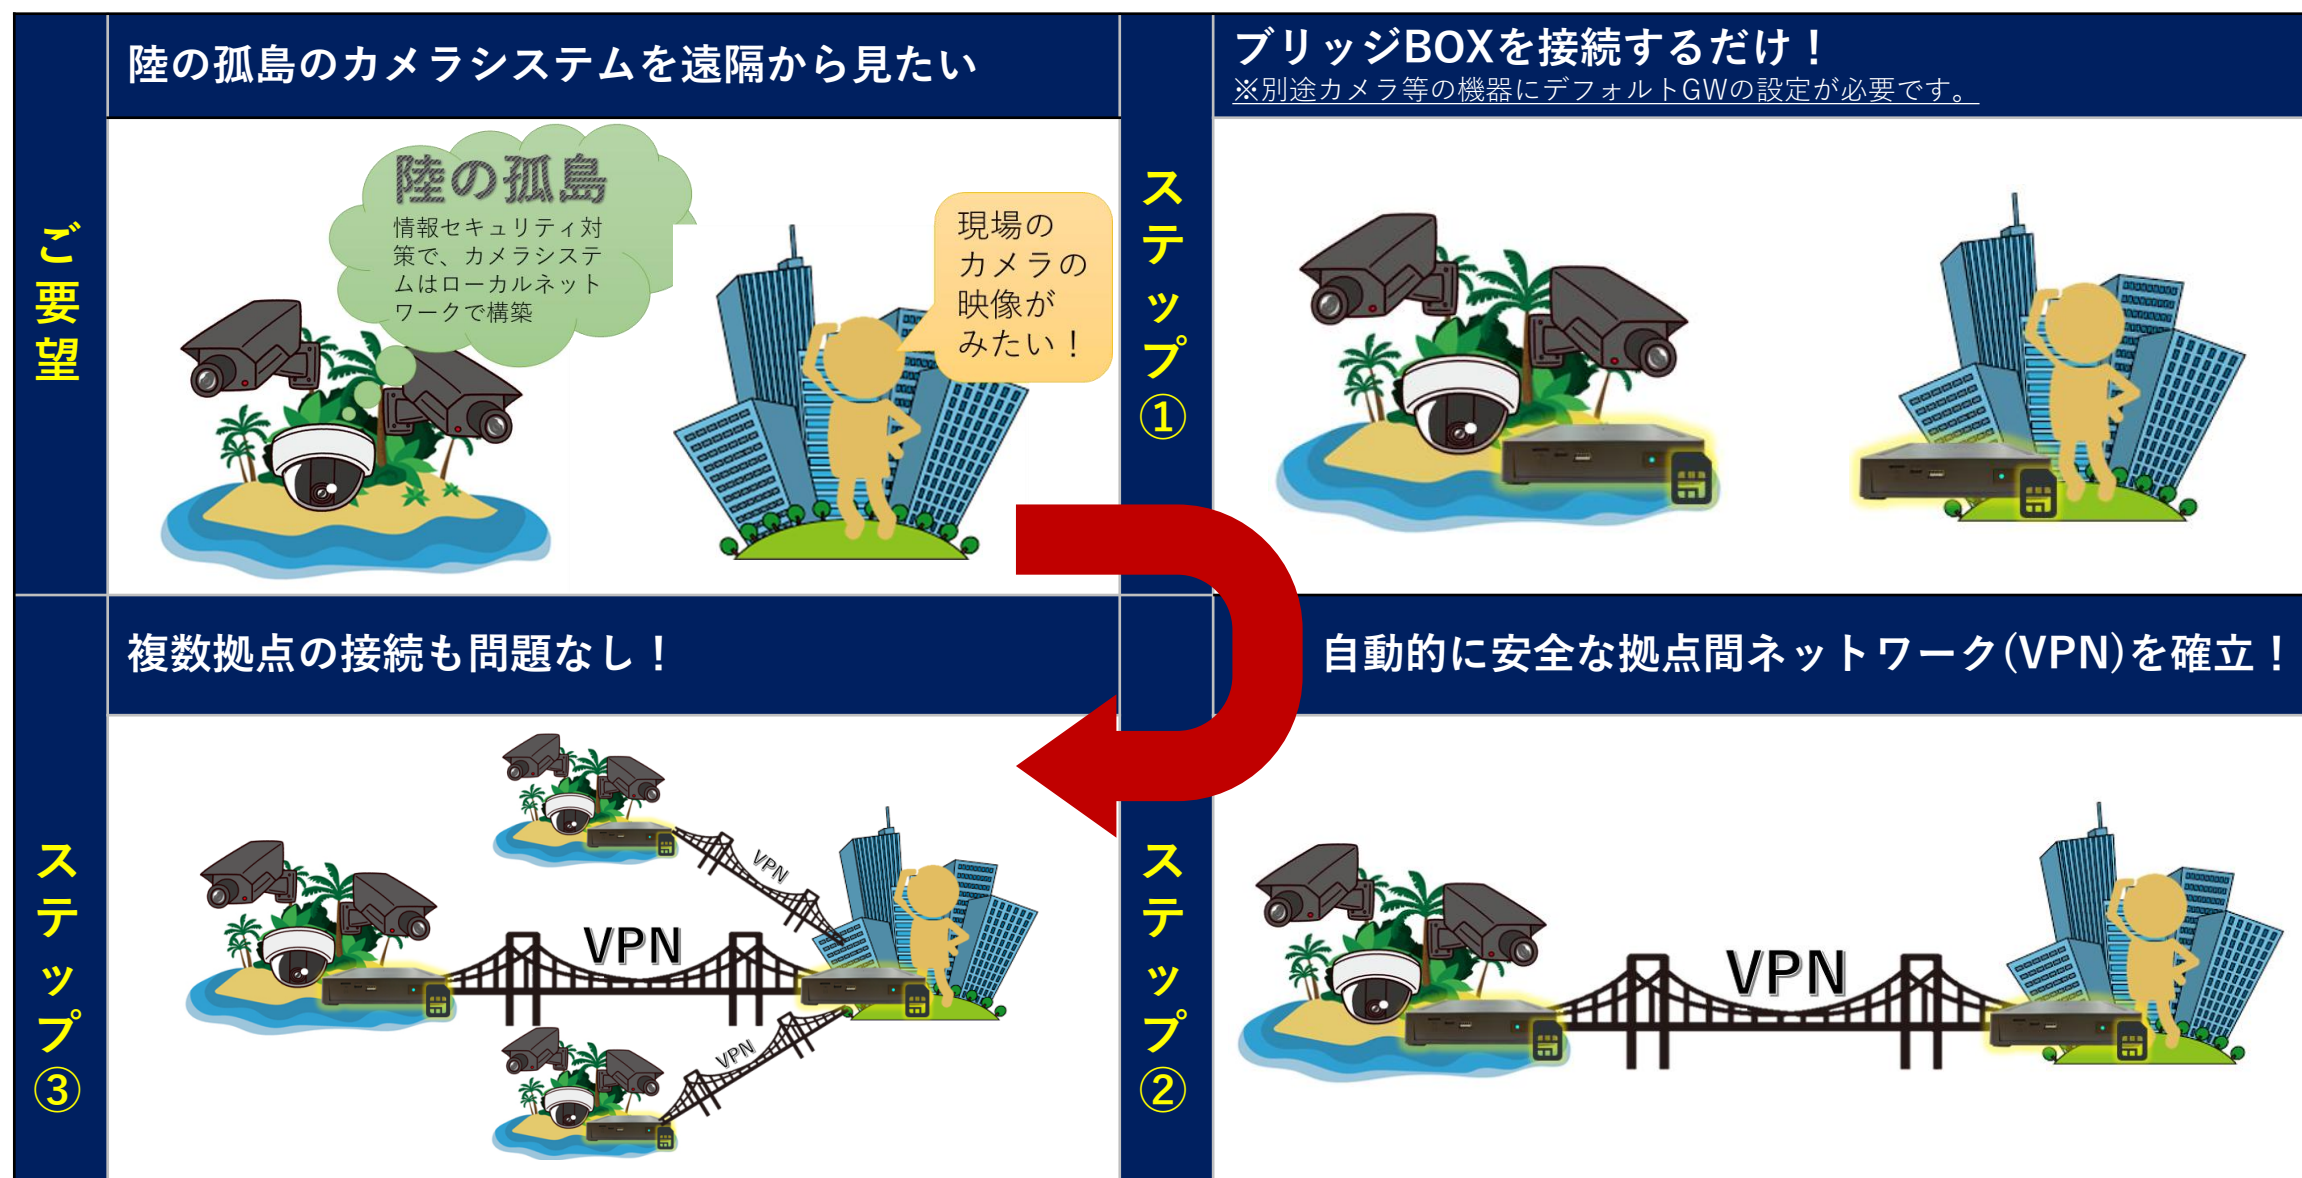 ご要望
陸の孤島のカメラシステムを遠隔から見たい
陸の孤島
情報セキュリティ対
策で、カメラシステ
ムはローカルネット
ワークで構築
現場の
カメラの
映像が
みたい！
ステップ①
ブリッジBOXを接続するだけ！
※別途カメラ等の機器にデフォルトGWの設定が必要です。
ステップ②
自動的に安全な拠点間ネットワーク(VPN)を確立！
VPN
ステップ③
複数拠点の接続も問題なし！
VPN
VPN
VPN